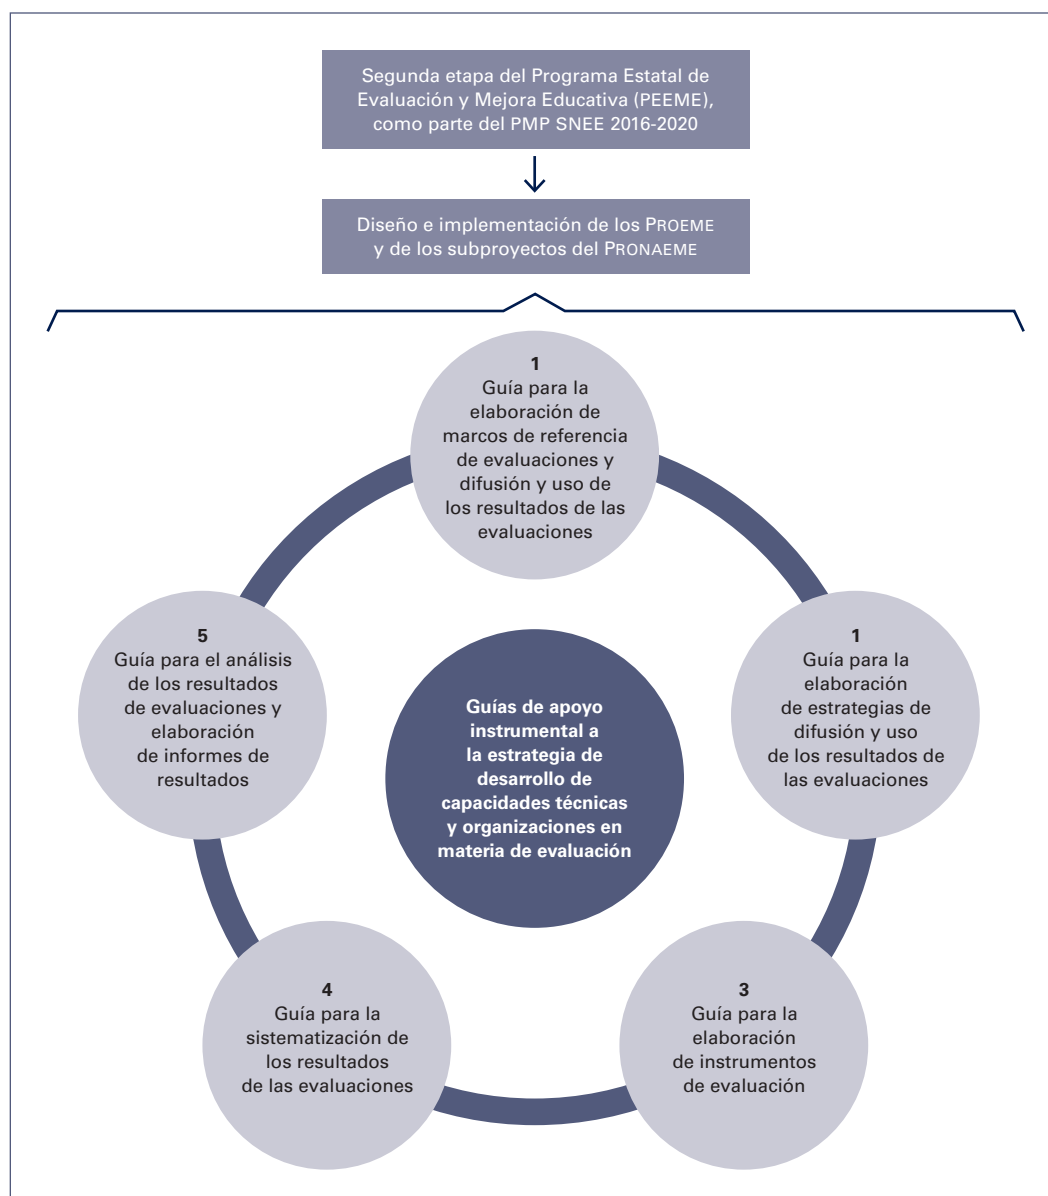 Segunda etapa del Programa Estatal de
Evaluación y Mejora Educativa (PEEME),
como parte del PMP SNEE 2016-2020
Diseño e implementación de los PROEME
y de los subproyectos del PRONAEME
1
Guía para la
elaboración de
marcos de referencia
de evaluaciones y
difusión y uso de
los resultados de las
evaluaciones
1
Guía para la
elaboración
de estrategias de
difusión y uso
de los resultados de
las evaluaciones
3
Guía para la
elaboración
de instrumentos
de evaluación
4
Guía para la
sistematización de
los resultados
de las evaluaciones
5
Guía para el análisis
de los resultados
de evaluaciones y
elaboración
de informes de
resultados
Guías de apoyo
instrumental a
la estrategia de
desarrollo de
capacidades técnicas
y organizaciones en
materia de evaluación